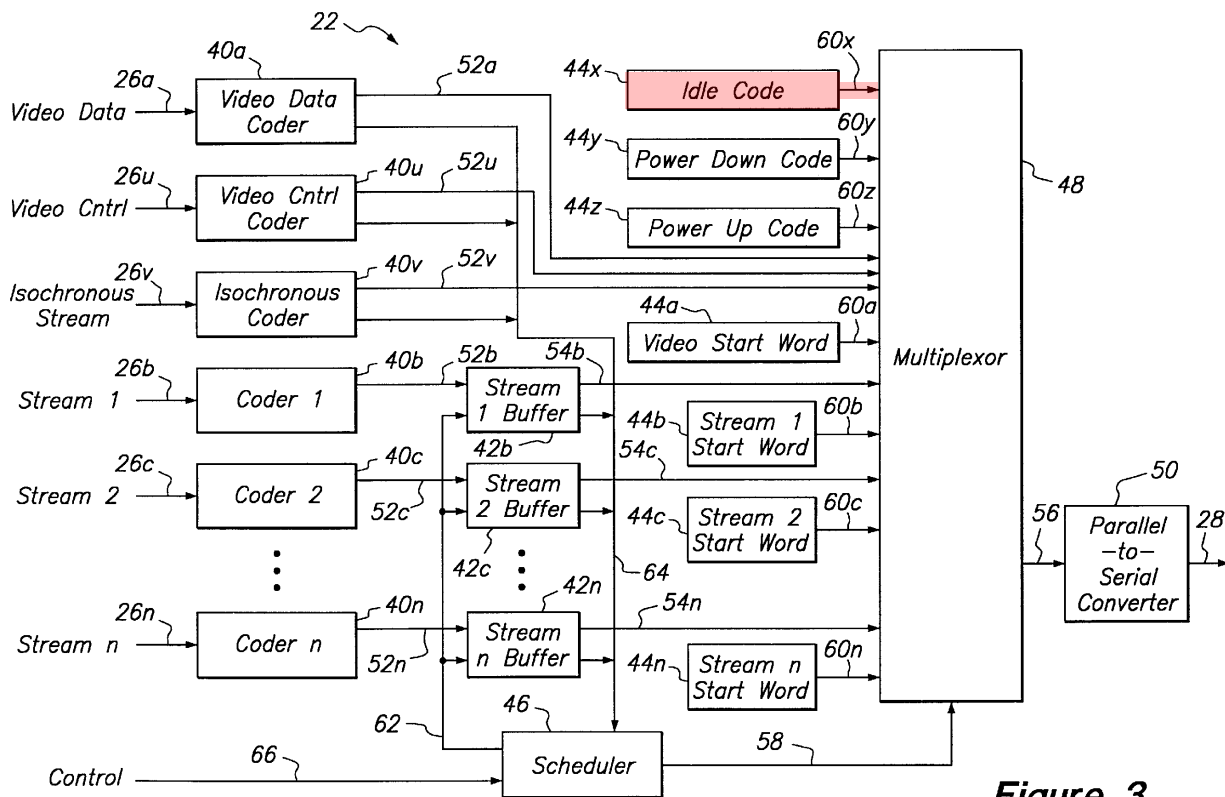 22
40a
52a
44x
Idle Code
60x
26a
Video Data
Video Data
Coder
44y
Power Down Code
60y
26u
Video Cntrl
Video Cntrl
Coder
40u
52u
44z
Power Up Code
60z
48
26v
Isochronous
Stream
Isochronous
Coder
40v
52v
44a
Video Start Word
60a
Multiplexor
26b
Stream 1
Coder 1
40b
52b
Stream
1 Buffer
42b
54b
44b
Stream 1
Start Word
60b
26c
Stream 2
Coder 2
40c
52c
Stream
2 Buffer
42c
54c
44c
Stream 2
Start Word
60c
50
56
Parallel
-to-
Serial
Converter
28
64
26n
Stream n
Coder n
40n
52n
42n
Stream
n Buffer
54n
44n
Stream n
Start Word
60n
62
46
Scheduler
58
Control
66
Figure 3